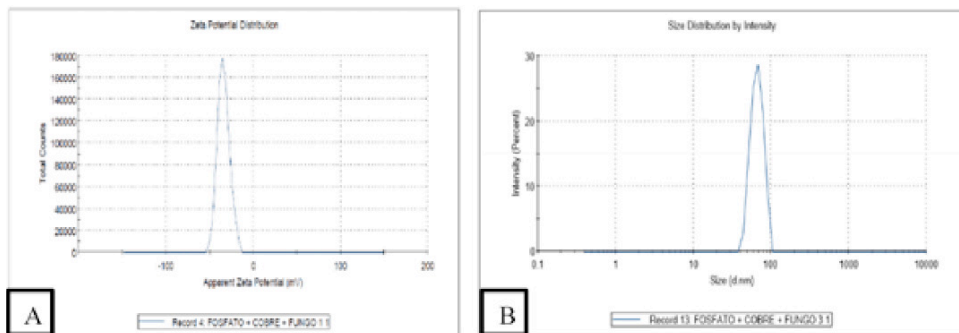 Zeta Potential Distribution
180000
160000
140000
120000
100000
80000
60000
40000
20000
0
Total Counts
-100 0 100 200
Apparent Zeta Potential (mV)
A
Record 4: FOSFATO + COBRE + FUNGO 1 1
Size Distribution by Intensity
30
20
10
0
Intensity (Percent)
0.1 1 10 100 1000 10000
Size (d.nm)
B
Record 13: FOSFATO + COBRE + FUNGO 3 1